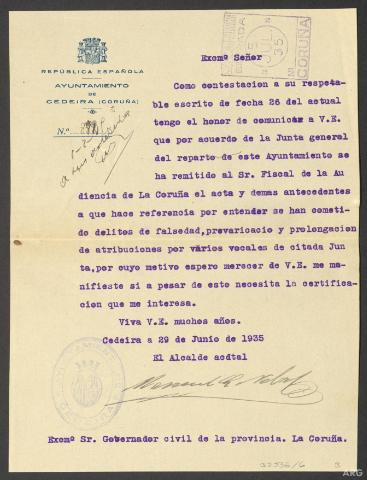 REPÚBLICA ESPAÑOLA
AYUNTAMIENTO
DE
CEDEIRA (CORUÑA)
N.º
CORUÑA
Excmº Señor
Como contestacion a su respeta-
ble escrito de fecha 26 del actual
tengo el honor de comunicar a V.E.
que por acuerdo de la Junta general
del reparto de este Ayuntamiento se
ha remitido al Sr. Fiscal de la Au
diencia de La Coruña el acta y demas antecedentes
a que hace referencia por entender se han cometi-
do delitos de falsedad,prevaricacio y prolongacion
de atribuciones por varios vocales de citada Jun
ta,por cuyo motivo espero merecer de V.E. me ma-
nifieste si a pesar de esto necesita la certifica-
cion que me interesa.
Viva V.E. muchos años.
Cedeira a 29 de Junio de 1935
El Alcalde acdtal
Excmº Sr. Gobernador civil de la provincia. La Coruña.
32536/6
3
ARG